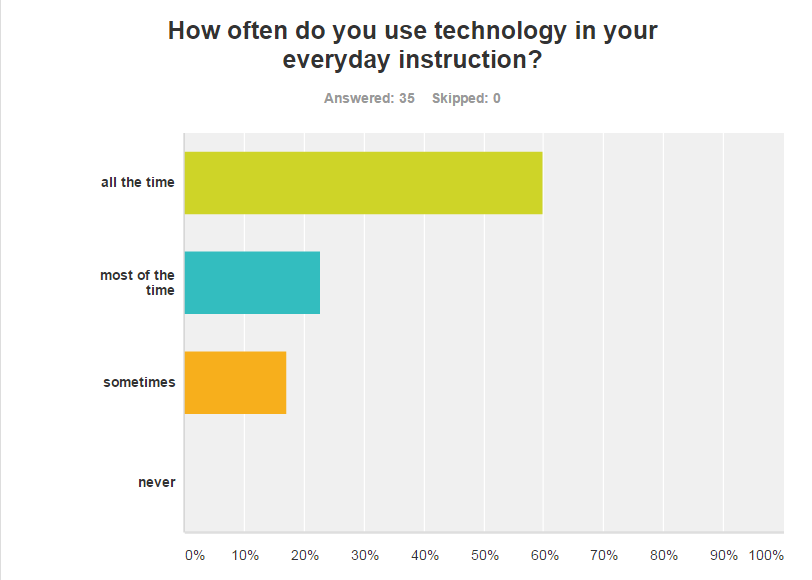 How often do you use technology in your
everyday instruction?
Answered: 35 Skipped: 0
all the time
most of the
time
sometimes
never
0% 10% 20% 30% 40% 50% 60% 70% 80% 90% 100%